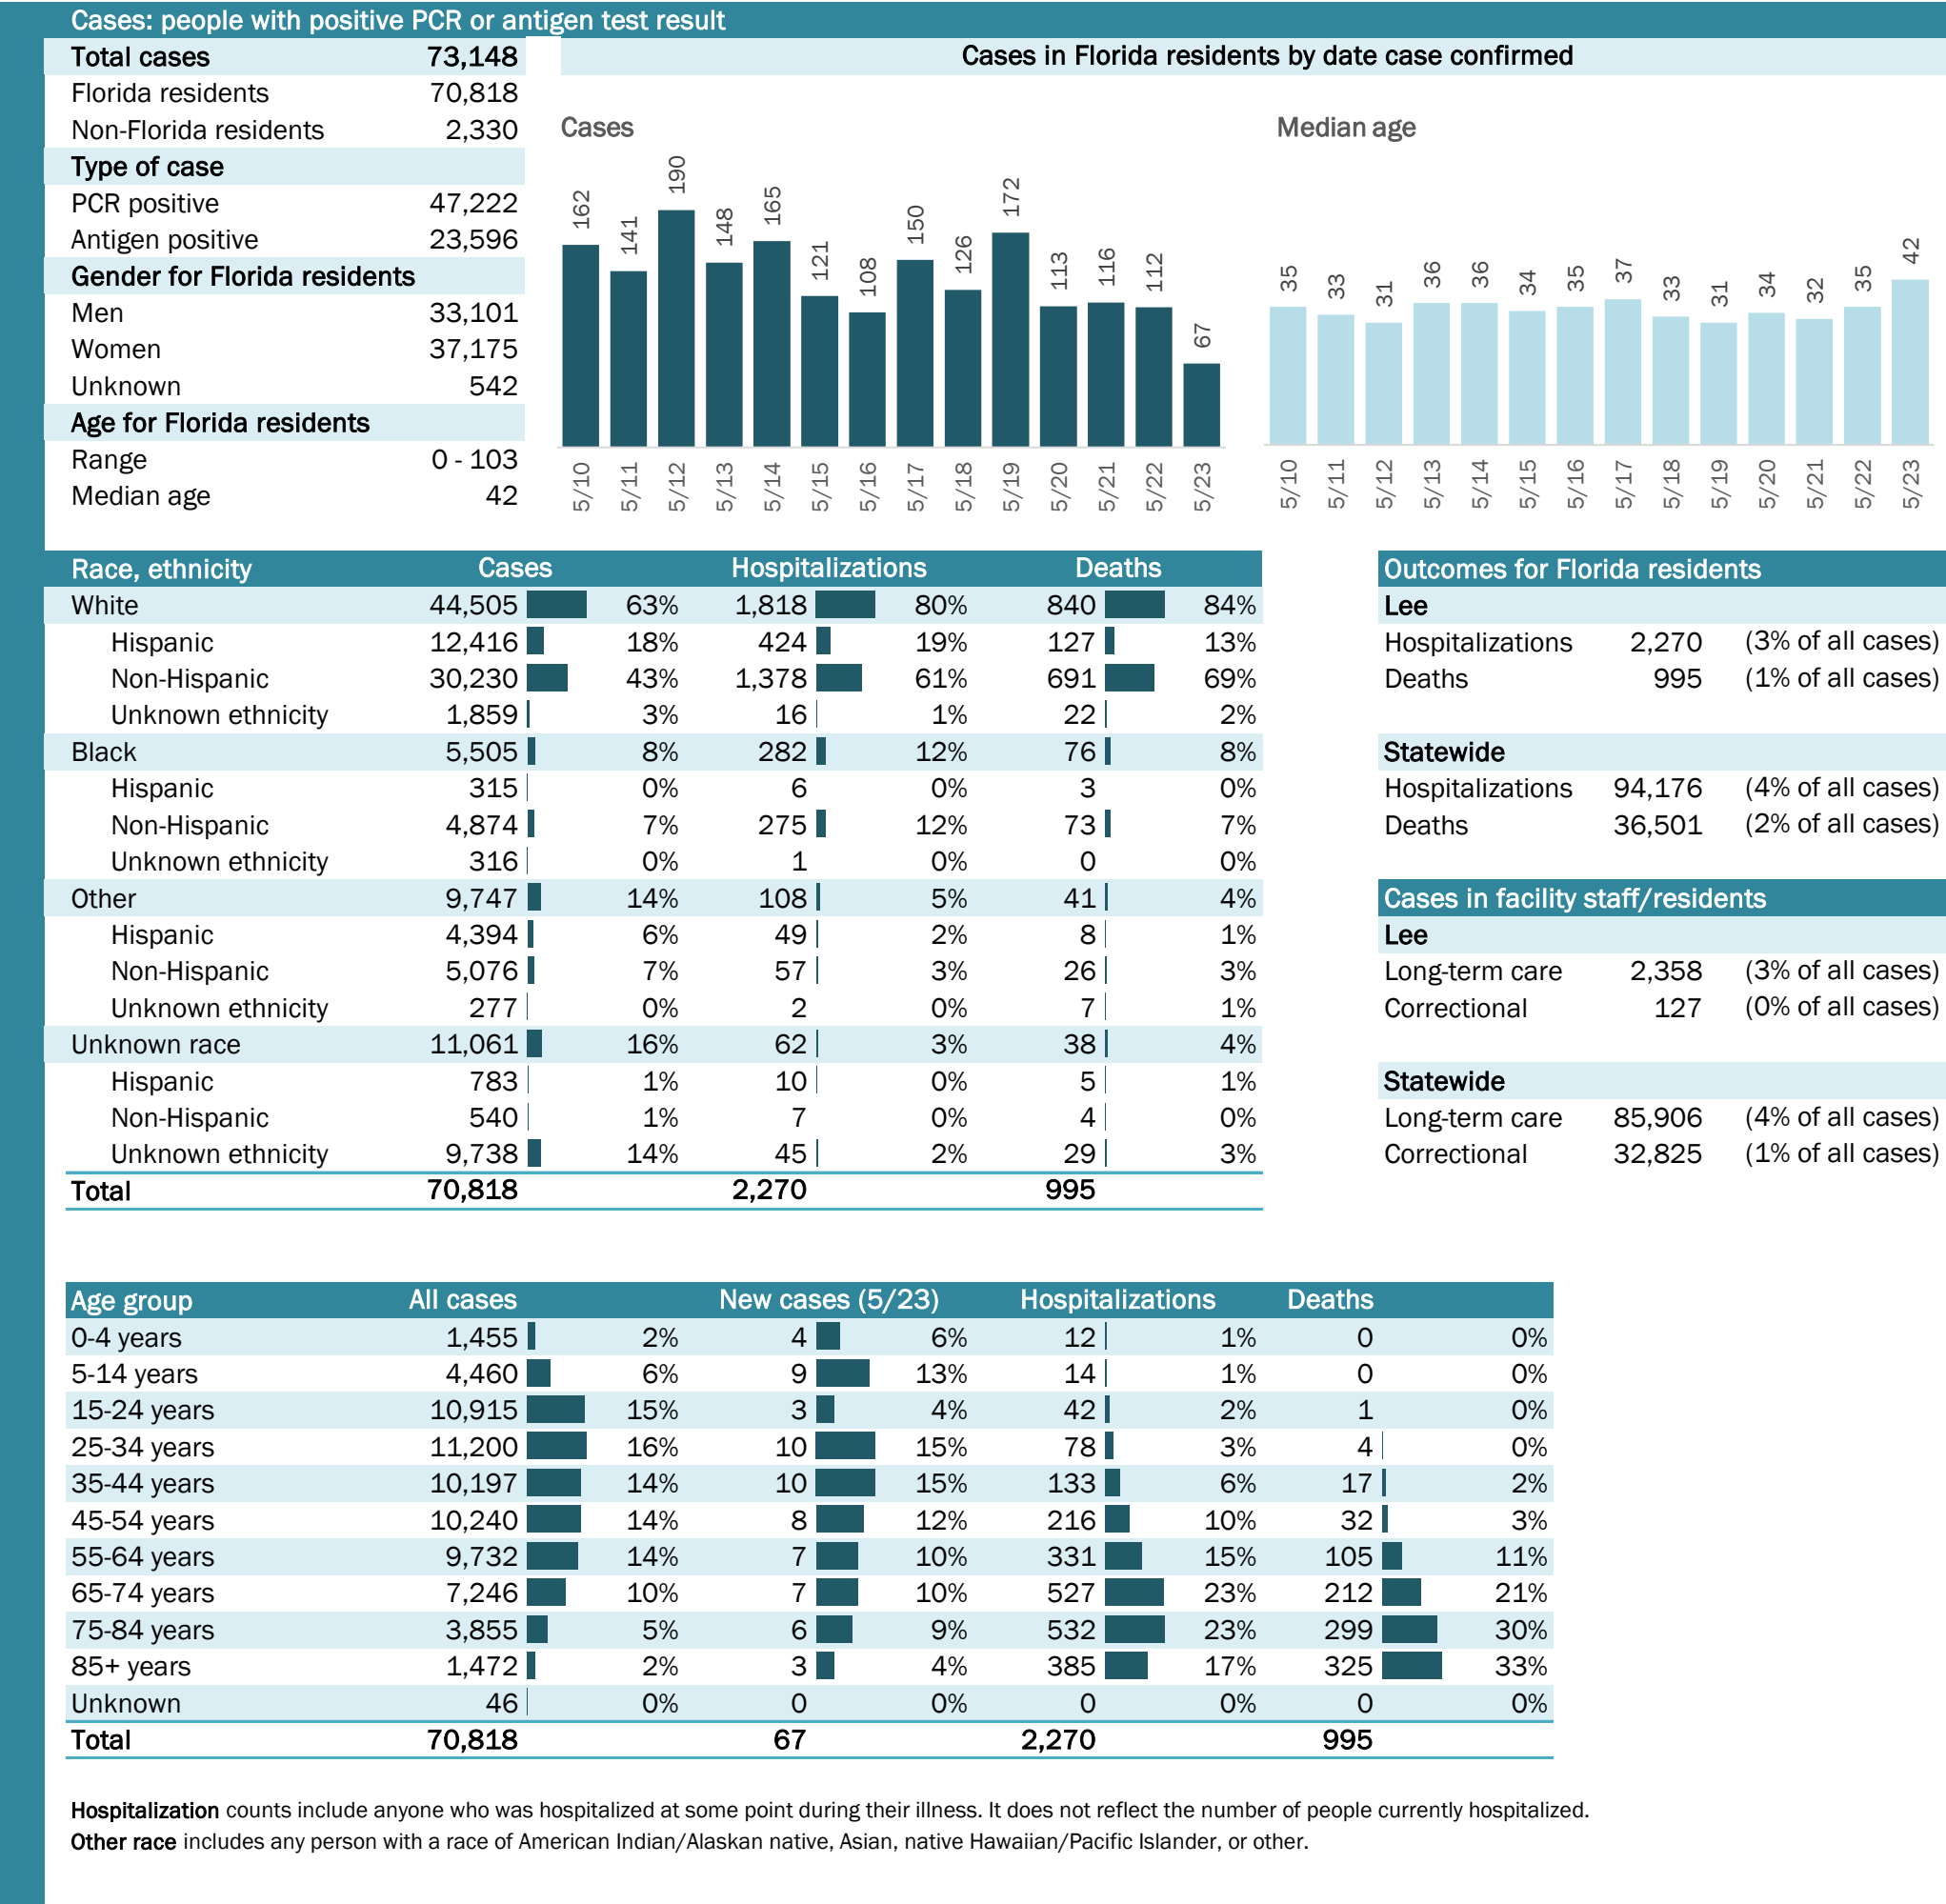 Cases: people with positive PCR or antigen test result
Total cases 73,148
Florida residents 70,818
Non-Florida residents 2,330
Type of case
PCR positive 47,222
Antigen positive 23,596
Gender for Florida residents
Men 33,101
Women 37,175
Unknown 542
Age for Florida residents
Range 0 - 103
Median age 42
Cases in Florida residents by date case confirmed
Cases
162 141 190 148 165 121 108 150 126 172 113 116 112 67
5/10 5/11 5/12 5/13 5/14 5/15 5/16 5/17 5/18 5/19 5/20 5/21 5/22 5/23
Median age
35 33 31 36 36 34 35 37 33 31 34 32 35 42
5/10 5/11 5/12 5/13 5/14 5/15 5/16 5/17 5/18 5/19 5/20 5/21 5/22 5/23
Race, ethnicity Cases Hospitalizations Deaths
White 44,505 63% 1,818 80% 840 84%
Hispanic 12,416 18% 424 19% 127 13%
Non-Hispanic 30,230 43% 1,378 61% 691 69%
Unknown ethnicity 1,859 3% 16 1% 22 2%
Black 5,505 8% 282 12% 76 8%
Hispanic 315 0% 6 0% 3 0%
Non-Hispanic 4,874 7% 275 12% 73 7%
Unknown ethnicity 316 0% 1 0% 0 0%
Other 9,747 14% 108 5% 41 4%
Hispanic 4,394 6% 49 2% 8 1%
Non-Hispanic 5,076 7% 57 3% 26 3%
Unknown ethnicity 277 0% 2 0% 7 1%
Unknown race 11,061 16% 62 3% 38 4%
Hispanic 783 1% 10 0% 5 1%
Non-Hispanic 540 1% 7 0% 4 0%
Unknown ethnicity 9,738 14% 45 2% 29 3%
Total 70,818 2,270 995
Outcomes for Florida residents
Lee
Hospitalizations 2,270 (3% of all cases)
Deaths 995 (1% of all cases)
Statewide
Hospitalizations 94,176 (4% of all cases)
Deaths 36,501 (2% of all cases)
Cases in facility staff/residents
Lee
Long-term care 2,358 (3% of all cases)
Correctional 127 (0% of all cases)
Statewide
Long-term care 85,906 (4% of all cases)
Correctional 32,825 (1% of all cases)
Age group All cases New cases (5/23) Hospitalizations Deaths
0-4 years 1,455 2% 4 6% 12 1% 0 0%
5-14 years 4,460 6% 9 13% 14 1% 0 0%
15-24 years 10,915 15% 3 4% 42 2% 1 0%
25-34 years 11,200 16% 10 15% 78 3% 4 0%
35-44 years 10,197 14% 10 15% 133 6% 17 2%
45-54 years 10,240 14% 8 12% 216 10% 32 3%
55-64 years 9,732 14% 7 10% 331 15% 105 11%
65-74 years 7,246 10% 7 10% 527 23% 212 21%
75-84 years 3,855 5% 6 9% 532 23% 299 30%
85+ years 1,472 2% 3 4% 385 17% 325 33%
Unknown 46 0% 0 0% 0 0% 0 0%
Total 70,818 67 2,270 995
Hospitalization counts include anyone who was hospitalized at some point during their illness. It does not reflect the number of people currently hospitalized.
Other race includes any person with a race of American Indian/Alaskan native, Asian, native Hawaiian/Pacific Islander, or other.